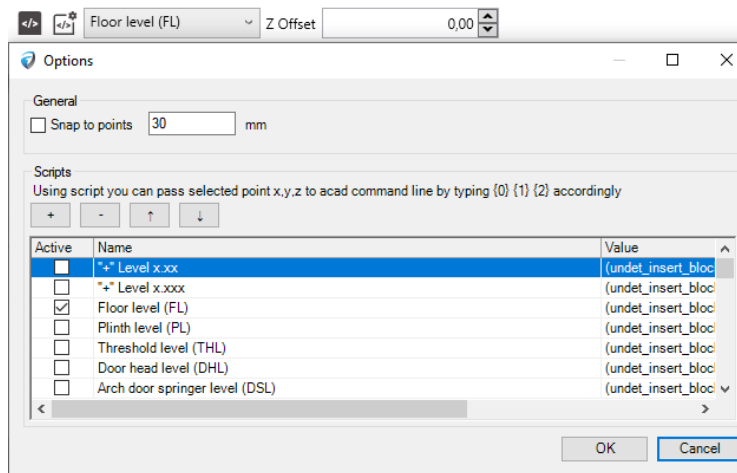 </> </> Floor level (FL) Z Offset 0,00
Options
General
Snap to points 30 mm
Scripts
Using script you can pass selected point x,y,z to acad command line by typing {0} {1} {2} accordingly
+ - ↑ ↓
Active Name Value
"+" Level x.xx (undet_insert_bloc
"+" Level x.xxx (undet_insert_bloc
Floor level (FL) (undet_insert_bloc
Plinth level (PL) (undet_insert_bloc
Threshold level (THL) (undet_insert_bloc
Door head level (DHL) (undet_insert_bloc
Arch door springer level (DSL) (undet_insert_bloc
OK Cancel